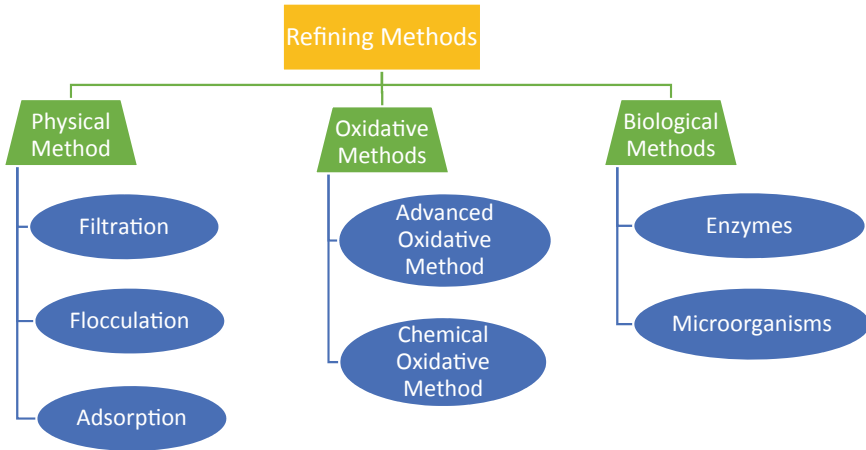 Refining Methods
Physical
Method
Oxidative
Methods
Biological
Methods
Filtration
Flocculation
Adsorption
Advanced
Oxidative
Method
Chemical
Oxidative
Method
Enzymes
Microorganisms